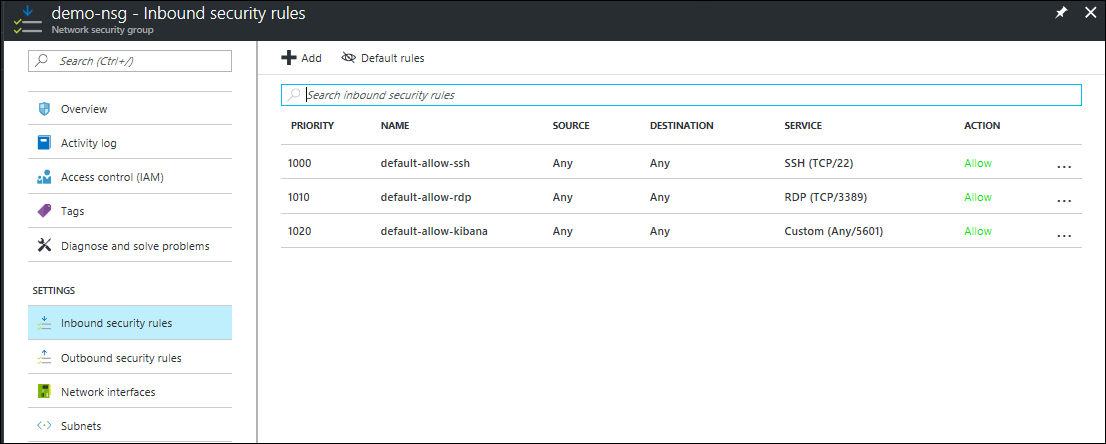 demo-nsg - Inbound security rules
Network security group
Search (Ctrl+/)
Overview
Activity log
Access control (IAM)
Tags
Diagnose and solve problems
SETTINGS
Inbound security rules
Outbound security rules
Network interfaces
Subnets
Add Default rules
Search inbound security rules
PRIORITY NAME SOURCE DESTINATION SERVICE ACTION
1000 default-allow-ssh Any Any SSH (TCP/22) Allow ...
1010 default-allow-rdp Any Any RDP (TCP/3389) Allow ...
1020 default-allow-kibana Any Any Custom (Any/5601) Allow ...